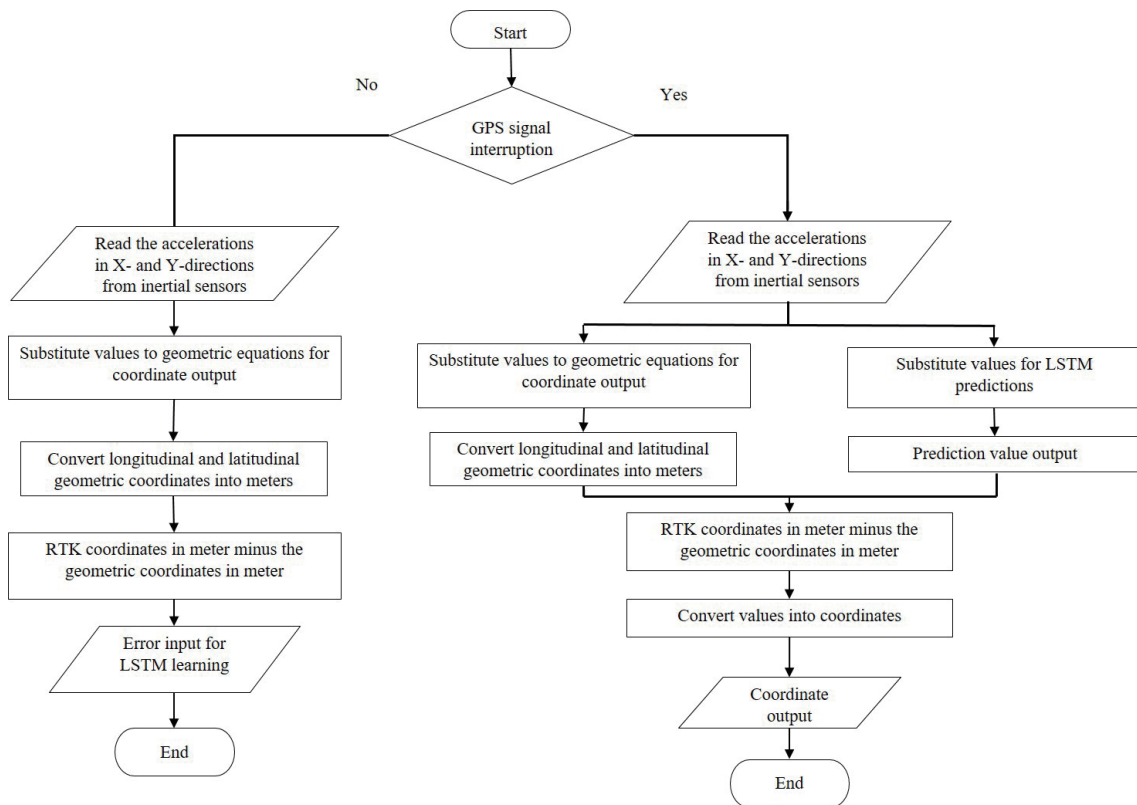 Start
No
Yes
GPS signal
interruption
Read the accelerations
in X- and Y-directions
from inertial sensors
Substitute values to geometric equations for
coordinate output
Convert longitudinal and latitudinal
geometric coordinates into meters
RTK coordinates in meter minus the
geometric coordinates in meter
Error input for
LSTM learning
End
Read the accelerations
in X- and Y-directions
from inertial sensors
Substitute values to geometric equations for
coordinate output
Convert longitudinal and latitudinal
geometric coordinates into meters
Substitute values for LSTM
predictions
Prediction value output
RTK coordinates in meter minus the
geometric coordinates in meter
Convert values into coordinates
Coordinate
output
End